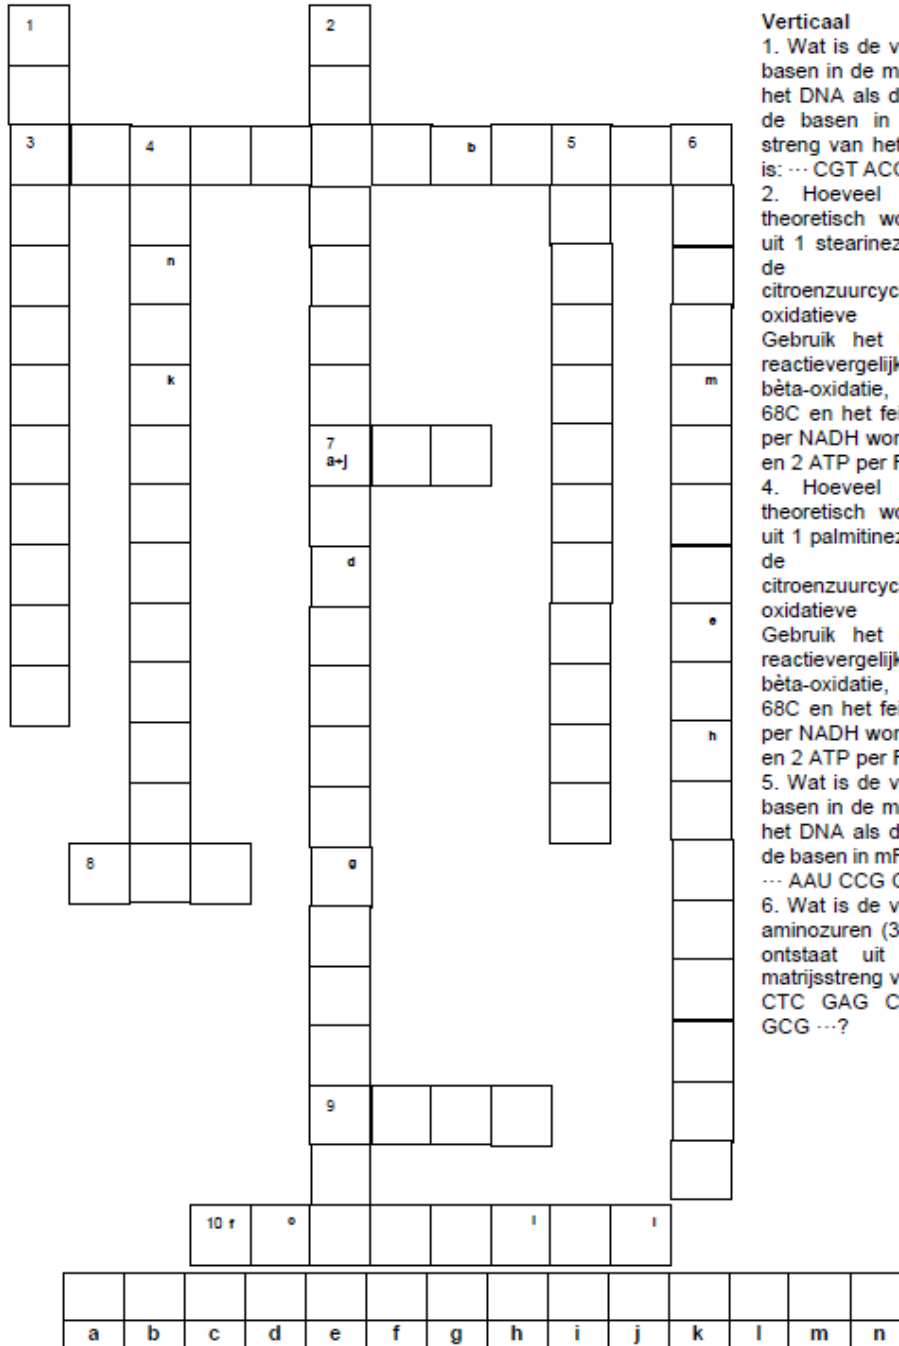 1 2
3 4 b 5 6
n
k m
7
a+j
d
e
h
8 g
9
10 f o i l
a b c d e f g h i j k l m n
Verticaal
1. Wat is de v
basen in de m
het DNA als d
de basen in
streng van het
is: ··· CGT ACC
2. Hoeveel
theoretisch wo
uit 1 stearinez
de
citroenzuurcyc
oxidatieve
Gebruik het
reactievergelijk
bèta-oxidatie,
68C en het fei
per NADH wor
en 2 ATP per F
4. Hoeveel
theoretisch wo
uit 1 palmitinez
de
citroenzuurcyc
oxidatieve
Gebruik het
reactievergelijk
bèta-oxidatie,
68C en het fei
per NADH wor
en 2 ATP per F
5. Wat is de v
basen in de m
het DNA als d
de basen in mF
··· AAU CCG C
6. Wat is de v
aminozuren (3
ontstaat uit
matrijsstreng v
CTC GAG C
GCG ···?